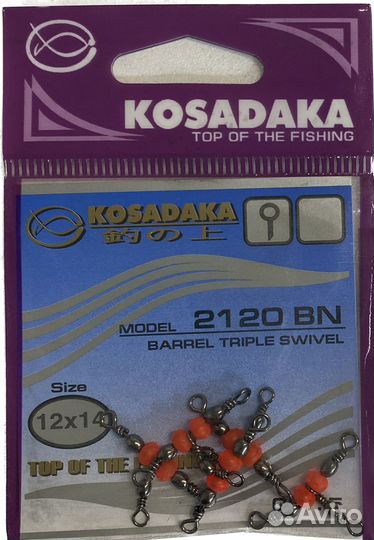 KOSADAKA
TOP OF THE FISHING
KOSADAKA
釣の上
MODEL 2120 BN
BARREL TRIPLE SWIVEL
Size
12x14
TOP OF THE
Avito